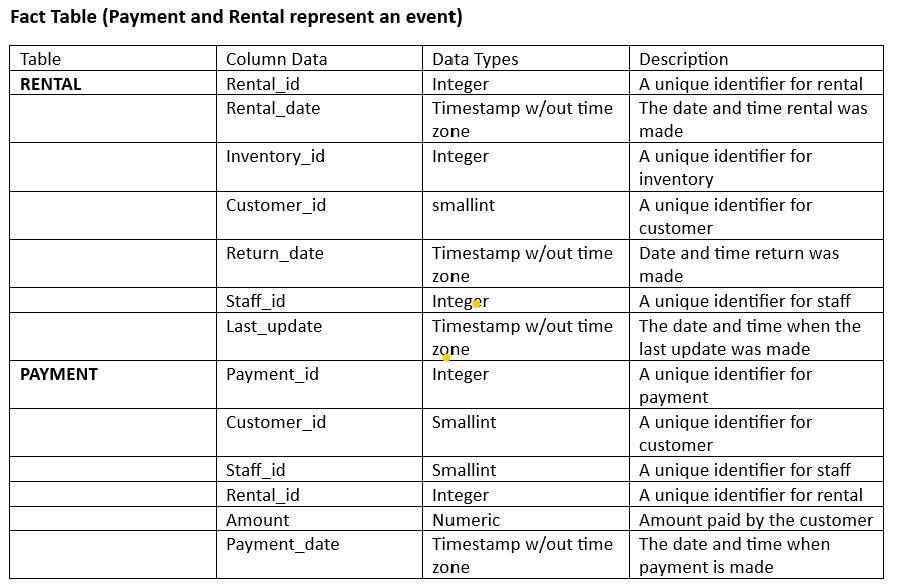 Fact Table (Payment and Rental represent an event)
Table Column Data Data Types Description
RENTAL Rental_id Integer A unique identifier for rental
Rental_date Timestamp w/out time The date and time rental was
zone made
Inventory_id Integer A unique identifier for
inventory
Customer_id smallint A unique identifier for
customer
Return_date Timestamp w/out time Date and time return was
zone made
Staff_id Integer A unique identifier for staff
Last_update Timestamp w/out time The date and time when the
zone last update was made
PAYMENT Payment_id Integer A unique identifier for
payment
Customer_id Smallint A unique identifier for
customer
Staff_id Smallint A unique identifier for staff
Rental_id Integer A unique identifier for rental
Amount Numeric Amount paid by the customer
Payment_date Timestamp w/out time The date and time when
zone payment is made